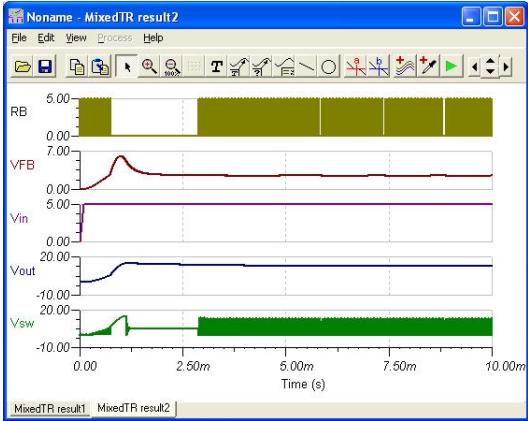 Noname - MixedTR result2
File Edit View Process Help
T
100%
a b
RB
5.00
0.00
VFB
7.00
0.00
Vin
5.00
0.00
Vout
20.00
-10.00
Vsw
20.00
-10.00
0.00 2.50m 5.00m 7.50m 10.00m
Time (s)
MixedTR result1 MixedTR result2